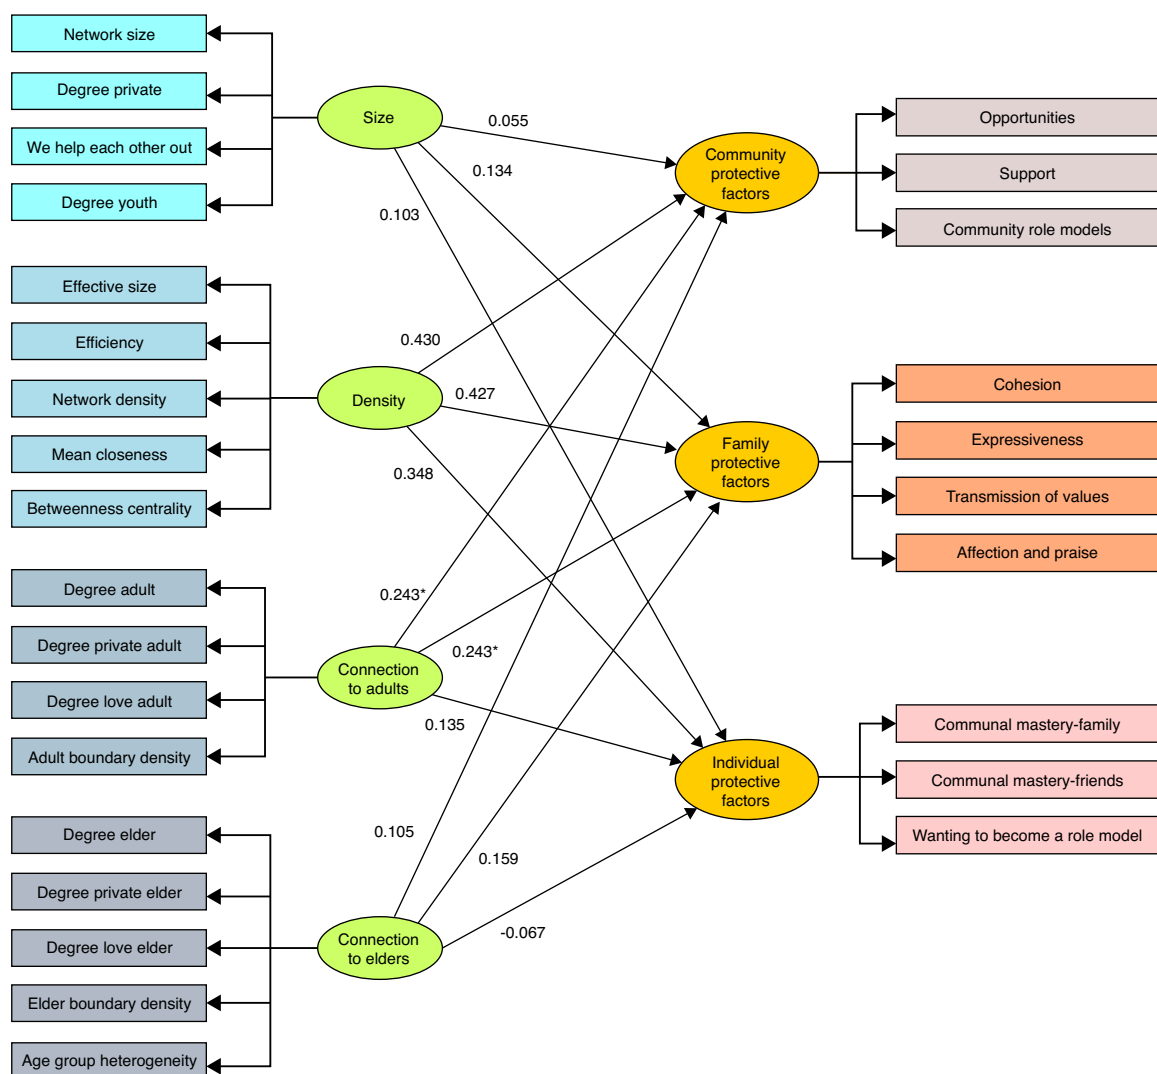 Network size
Degree private
We help each other out
Degree youth
Effective size
Efficiency
Network density
Mean closeness
Betweenness centrality
Degree adult
Degree private adult
Degree love adult
Adult boundary density
Degree elder
Degree private elder
Degree love elder
Elder boundary density
Age group heterogeneity
Size
Density
Connection
to adults
Connection
to elders
0.055
0.134
0.103
0.430
0.427
0.348
0.243*
0.243*
0.135
0.105
0.159
-0.067
Community
protective
factors
Family
protective
factors
Individual
protective
factors
Opportunities
Support
Community role models
Cohesion
Expressiveness
Transmission of values
Affection and praise
Communal mastery-family
Communal mastery-friends
Wanting to become a role model